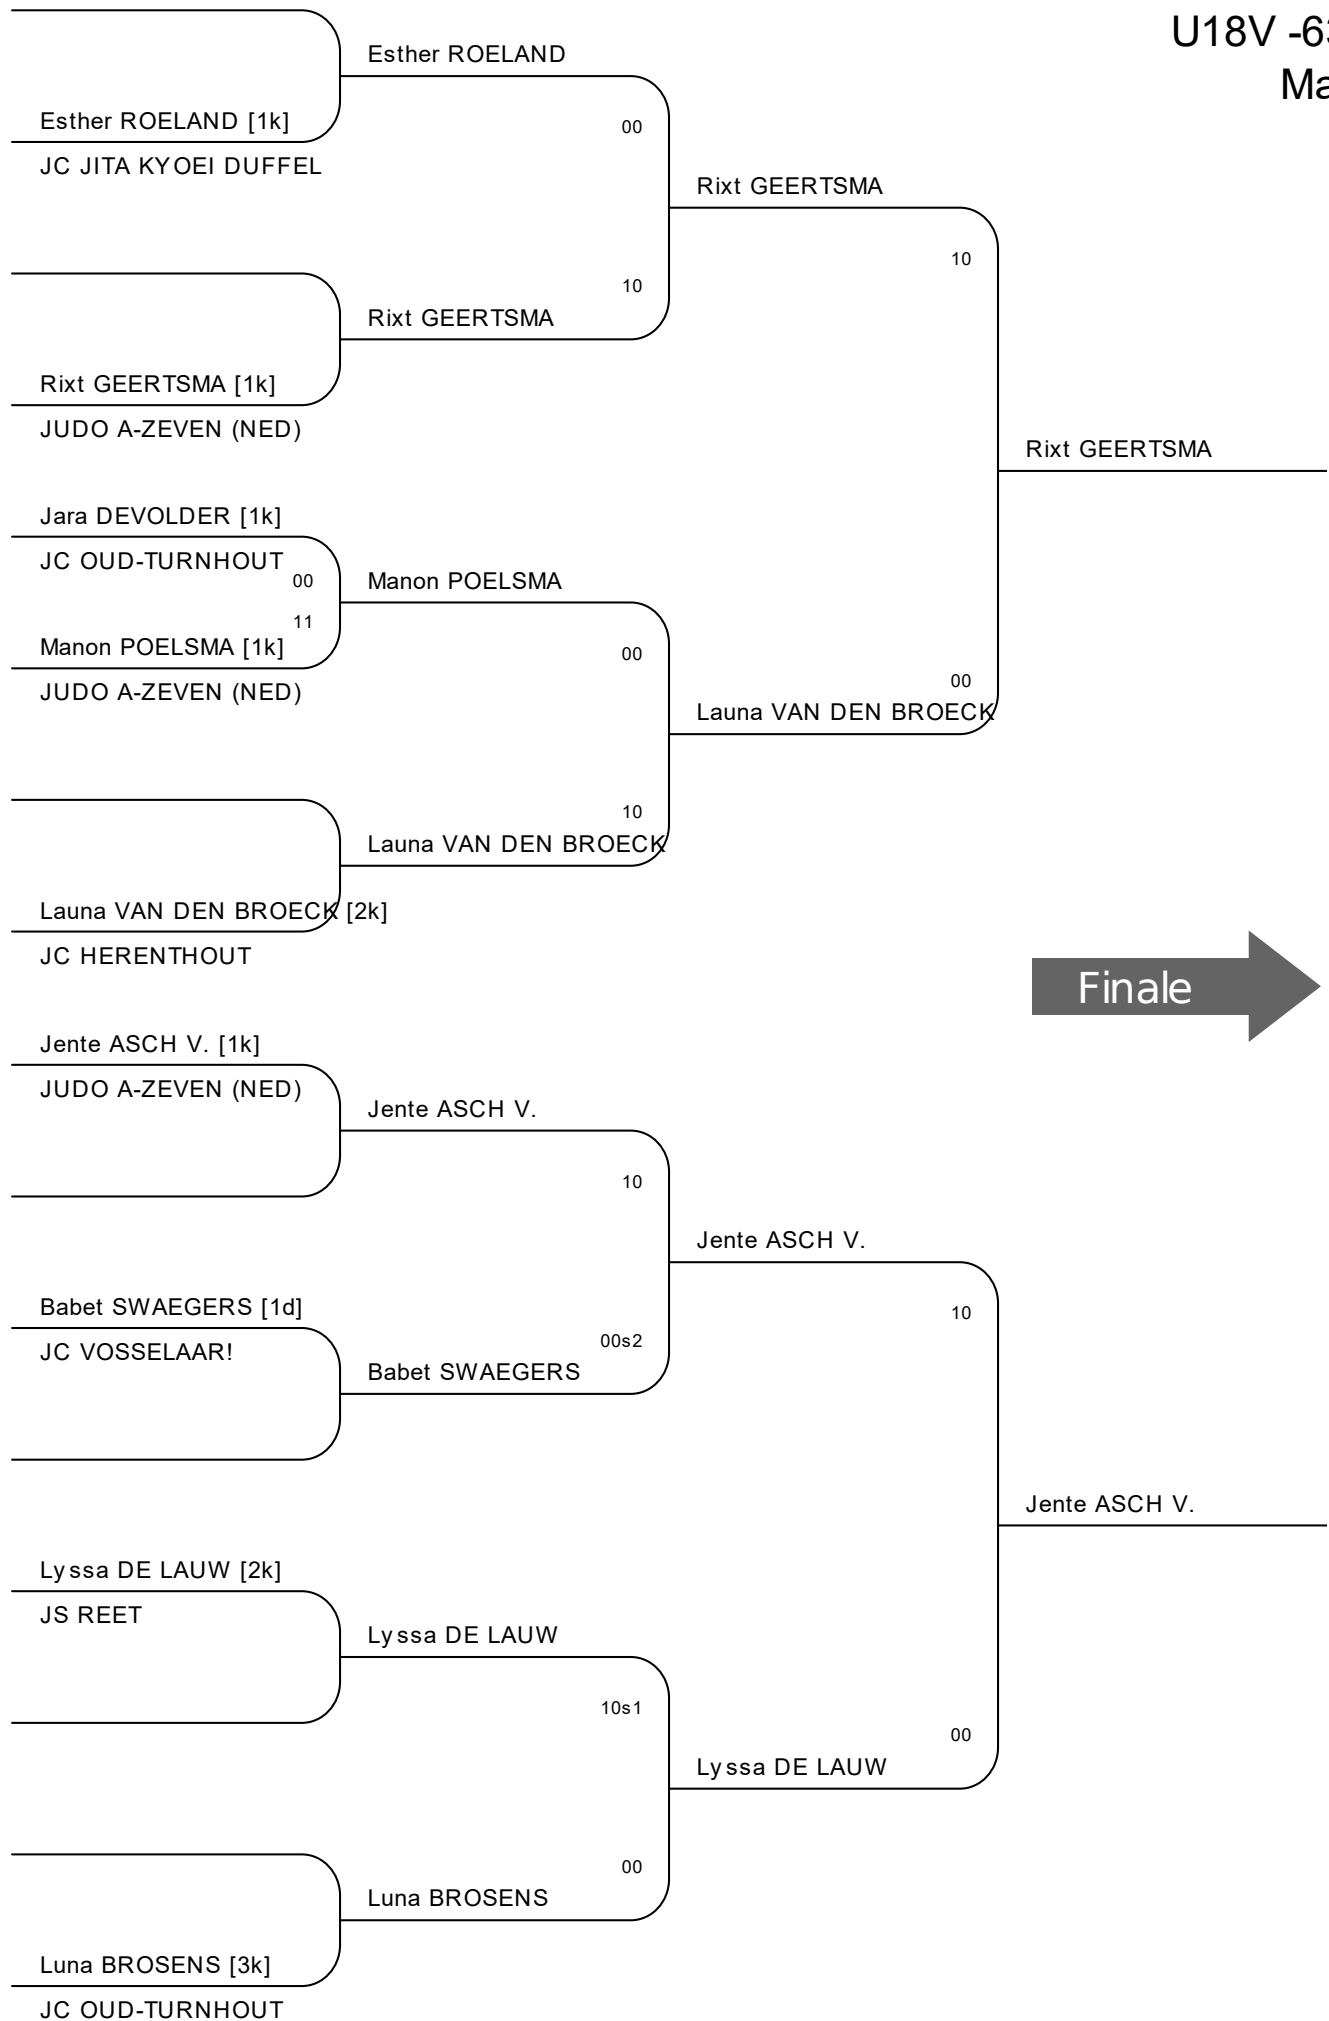 U18V -63
Ma
Esther ROELAND
Esther ROELAND [1k]
00
JC JITA KYOEI DUFFEL
Rixt GEERTSMA
10
10
Rixt GEERTSMA
Rixt GEERTSMA [1k]
JUDO A-ZEVEN (NED)
Rixt GEERTSMA
Jara DEVOLDER [1k]
JC OUD-TURNHOUT
00
Manon POELSMA
11
Manon POELSMA [1k]
00
JUDO A-ZEVEN (NED)
00
Launa VAN DEN BROECK
10
Launa VAN DEN BROECK
Launa VAN DEN BROECK [2k]
JC HERENTHOUT
Finale
Jente ASCH V. [1k]
JUDO A-ZEVEN (NED)
Jente ASCH V.
10
Jente ASCH V.
Babet SWAEGERS [1d]
10
JC VOSSELAAR!
00s2
Babet SWAEGERS
Jente ASCH V.
Lyssa DE LAUW [2k]
JS REET
Lyssa DE LAUW
10s1
00
Lyssa DE LAUW
00
Luna BROSENS
Luna BROSENS [3k]
JC OUD-TURNHOUT